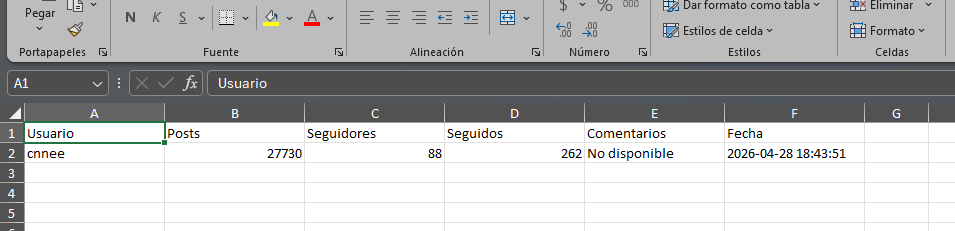 Pegar
N K S
A A
% 000
Dar formato como tabla
Estilos de celda
Eliminar
Formato
Portapapeles
Fuente
Alineación
Número
Estilos
Celdas
A1
fx
Usuario
A B C D E F G
1 Usuario Posts Seguidores Seguidos Comentarios Fecha
2 cnnee 27730 88 262 No disponible 2026-04-28 18:43:51
3
4
5